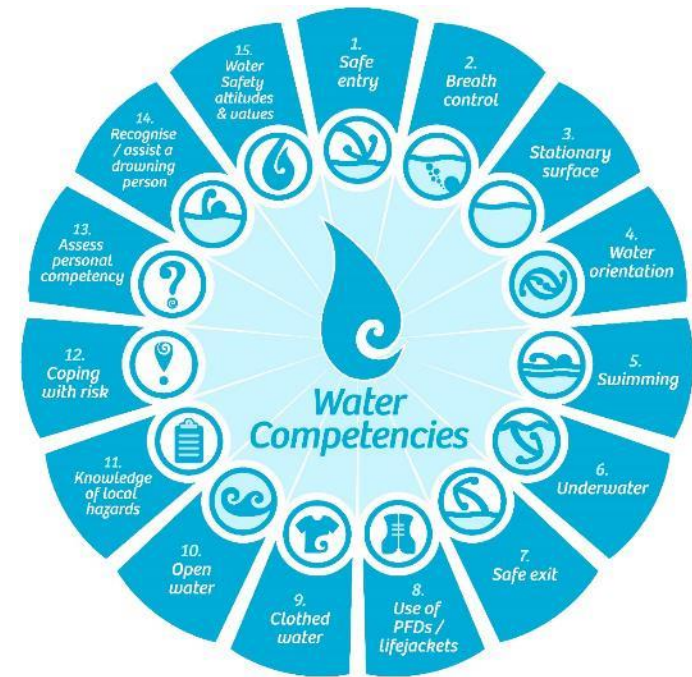 1.
Safe
entry
2.
Breath
control
3.
Stationary
surface
4.
Water
orientation
5.
Swimming
6.
Underwater
7.
Safe exit
8.
Use of
PFDs /
lifejackets
9.
Clothed
water
10.
Open
water
11.
Knowledge
of local
hazards
12.
Coping
with risk
13.
Assess
personal
competency
14.
Recognise
/ assist a
drowning
person
15.
Water
Safety
attitudes
& values
Water
Competencies